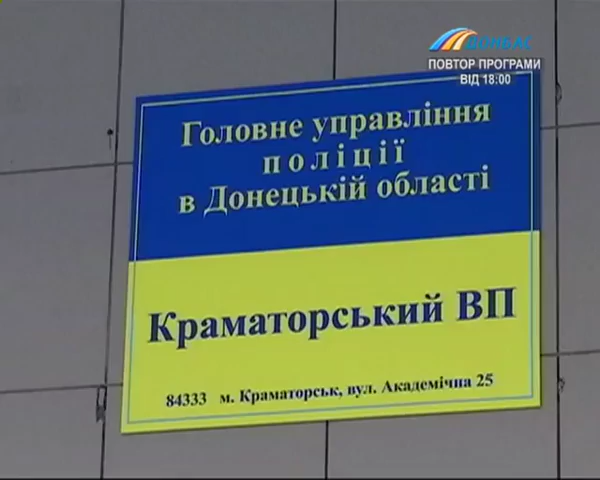 ДОНБАС
ПОВТОР ПРОГРАМИ
ВІД 18:00
Головне управління
поліції
в Донецькій області
Краматорський ВП
84333 м. Краматорськ, вул. Академічна 25